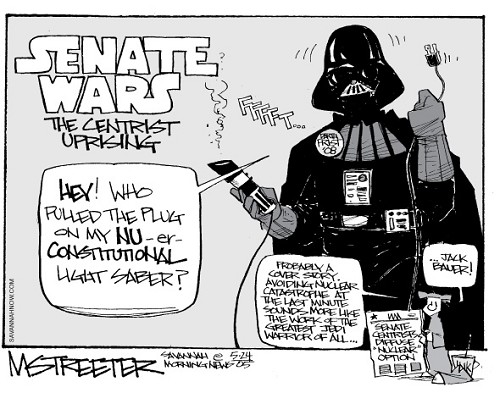 SENATE
WARS
THE CENTRIST
UPRISING
HEY! WHO
PULLED THE PLUG
ON MY NU-er-
CONSTITUTIONAL
LIGHT SABER?
FFFFT...
FRIST
'08
PROBABLY A
COVER STORY.
AVOIDING NUCLEAR
CATASTROPHE AT
THE LAST MINUTE
SOUNDS MORE LIKE
THE WORK OF THE
GREATEST JEDI
WARRIOR OF ALL...
...JACK
BAUER!
SENATE
CENTRISTS
DIFFUSE
"NUCLEAR"
OPTION
SAVANNAHNOW.COM
M.STREETER
SAVANNAH © 5-24
MORNING NEWS '05